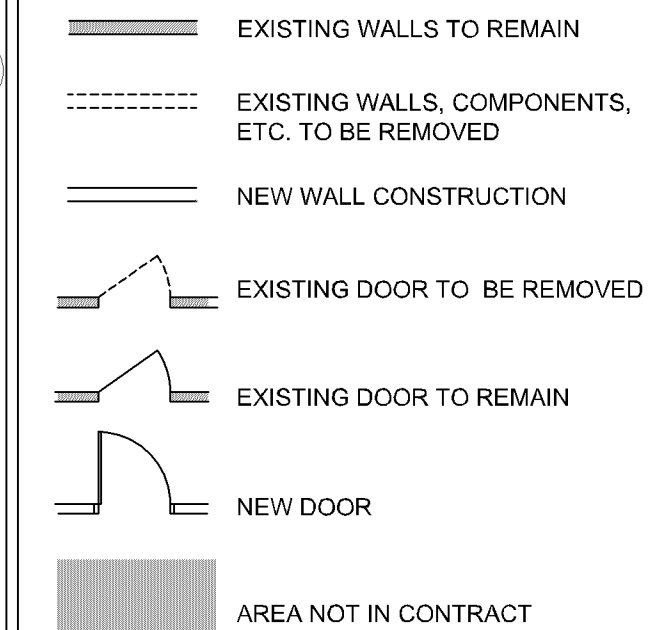 EXISTING WALLS TO REMAIN
EXISTING WALLS, COMPONENTS,
ETC. TO BE REMOVED
NEW WALL CONSTRUCTION
EXISTING DOOR TO BE REMOVED
EXISTING DOOR TO REMAIN
NEW DOOR
AREA NOT IN CONTRACT